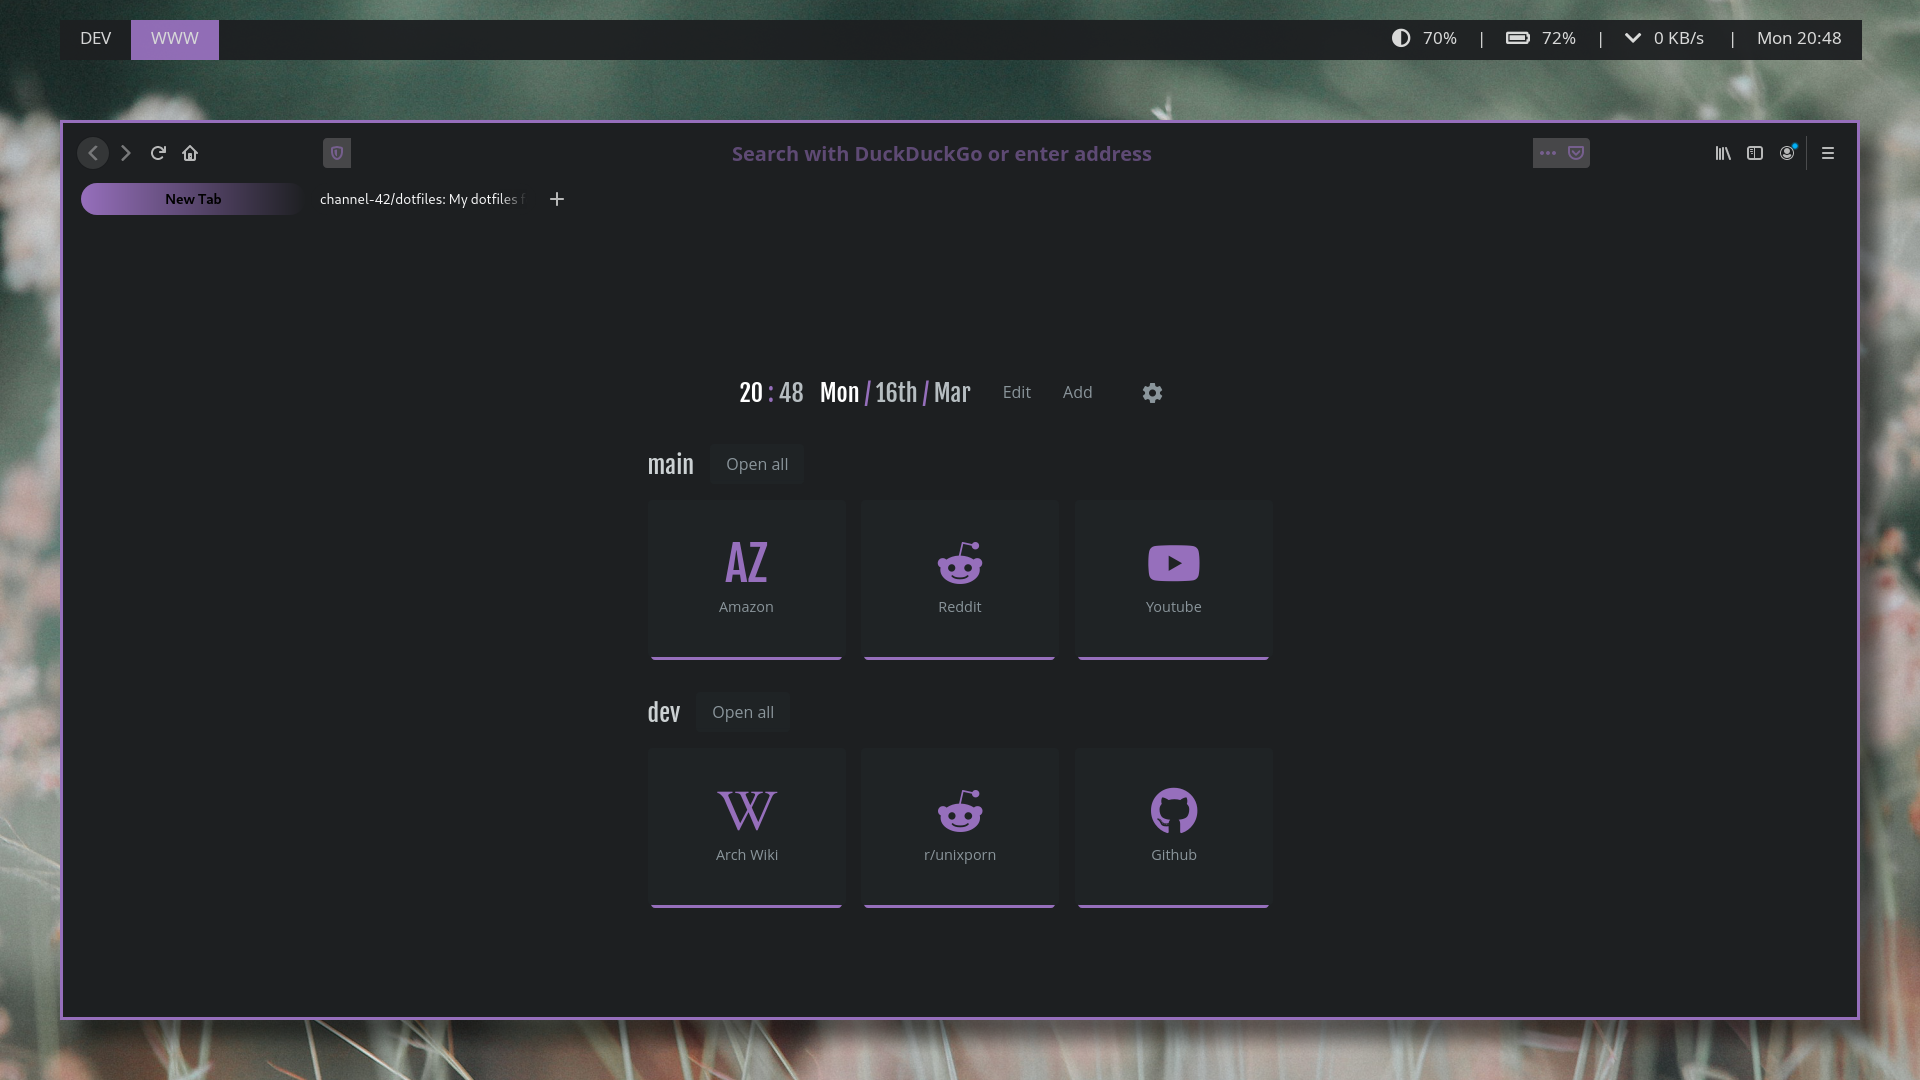 DEV WWW 70% | 72% | 0 KB/s | Mon 20:48
Search with DuckDuckGo or enter address
New Tab channel-42/dotfiles: My dotfiles f
20:48 Mon/16th/Mar Edit Add
main Open all
AZ
Amazon Reddit Youtube
dev Open all
W
Arch Wiki r/unixporn Github